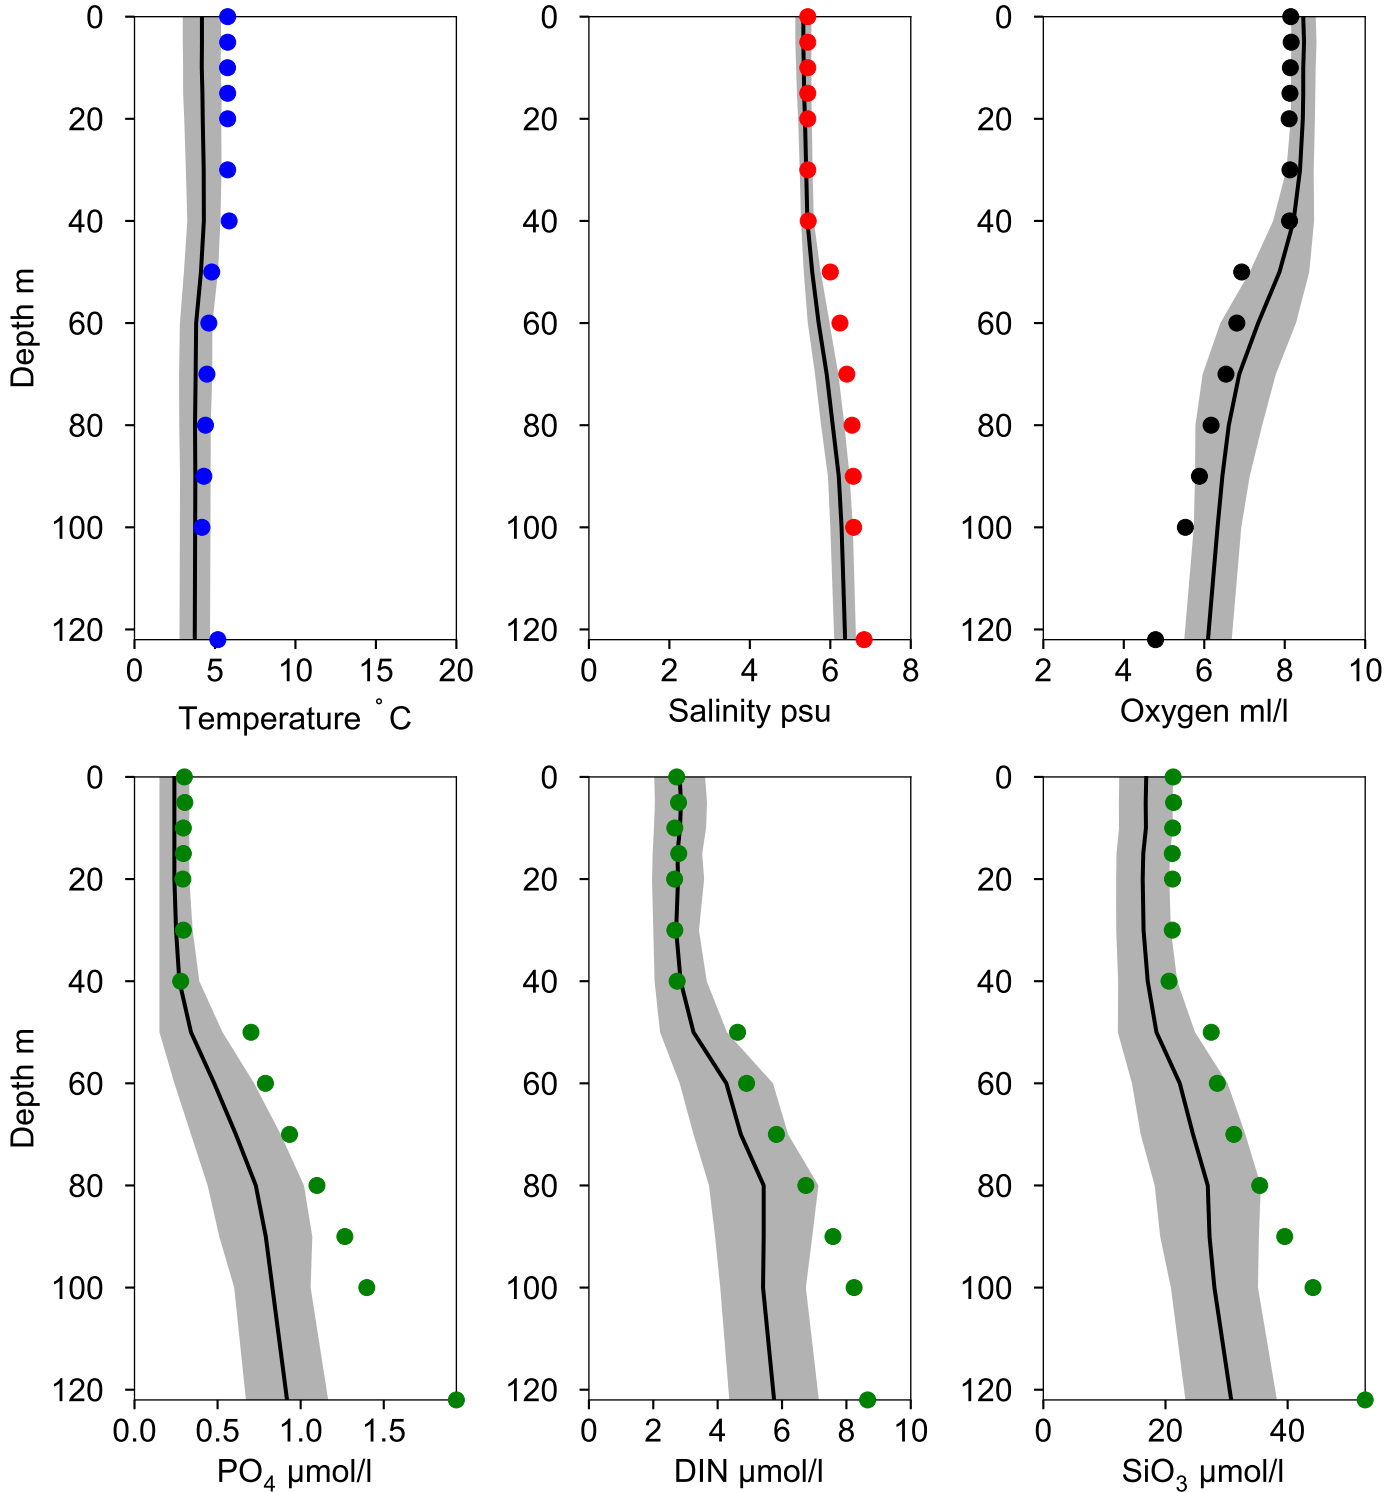 0 0 0
20 20 20
40 40 40
Depth m
60 60 60
80 80 80
100 100 100
120 120 120
0 5 10 15 20 0 2 4 6 8 2 4 6 8 10
Temperature °C Salinity psu Oxygen ml/l
0 0 0
20 20 20
40 40 40
Depth m
60 60 60
80 80 80
100 100 100
120 120 120
0.0 0.5 1.0 1.5 0 2 4 6 8 10 0 20 40
PO4 µmol/l DIN µmol/l SiO3 µmol/l